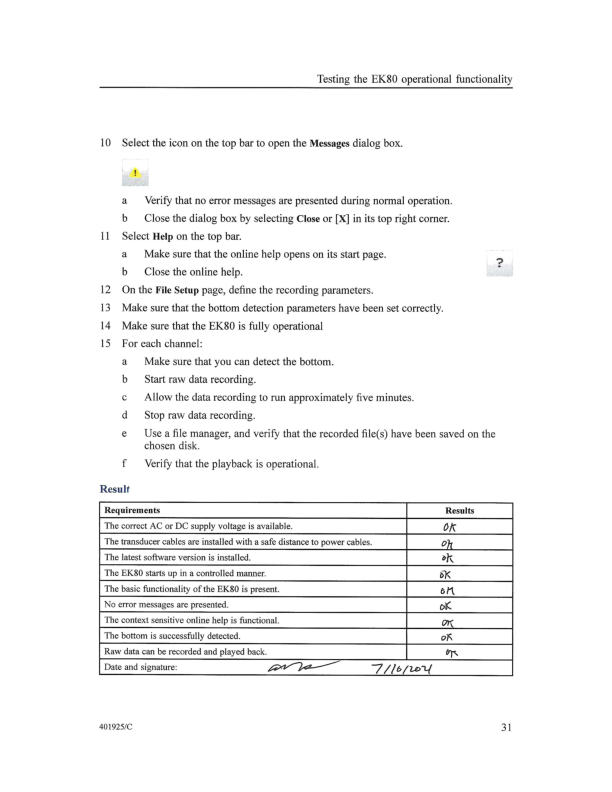 Testing the EK80 operational functionality
10 Select the icon on the top bar to open the Messages dialog box.
!
a Verify that no error messages are presented during normal operation.
b Close the dialog box by selecting Close or [X] in its top right corner.
11 Select Help on the top bar.
a Make sure that the online help opens on its start page.
?
b Close the online help.
12 On the File Setup page, define the recording parameters.
13 Make sure that the bottom detection parameters have been set correctly.
14 Make sure that the EK80 is fully operational
15 For each channel:
a Make sure that you can detect the bottom.
b Start raw data recording.
c Allow the data recording to run approximately five minutes.
d Stop raw data recording.
e Use a file manager, and verify that the recorded file(s) have been saved on the
chosen disk.
f Verify that the playback is operational.
Result
Requirements Results
The correct AC or DC supply voltage is available. OK
The transducer cables are installed with a safe distance to power cables. OK
The latest software version is installed. OK
The EK80 starts up in a controlled manner. OK
The basic functionality of the EK80 is present. OK
No error messages are presented. OK
The context sensitive online help is functional. OK
The bottom is successfully detected. OK
Raw data can be recorded and played back. OK
Date and signature:
401925/C 31